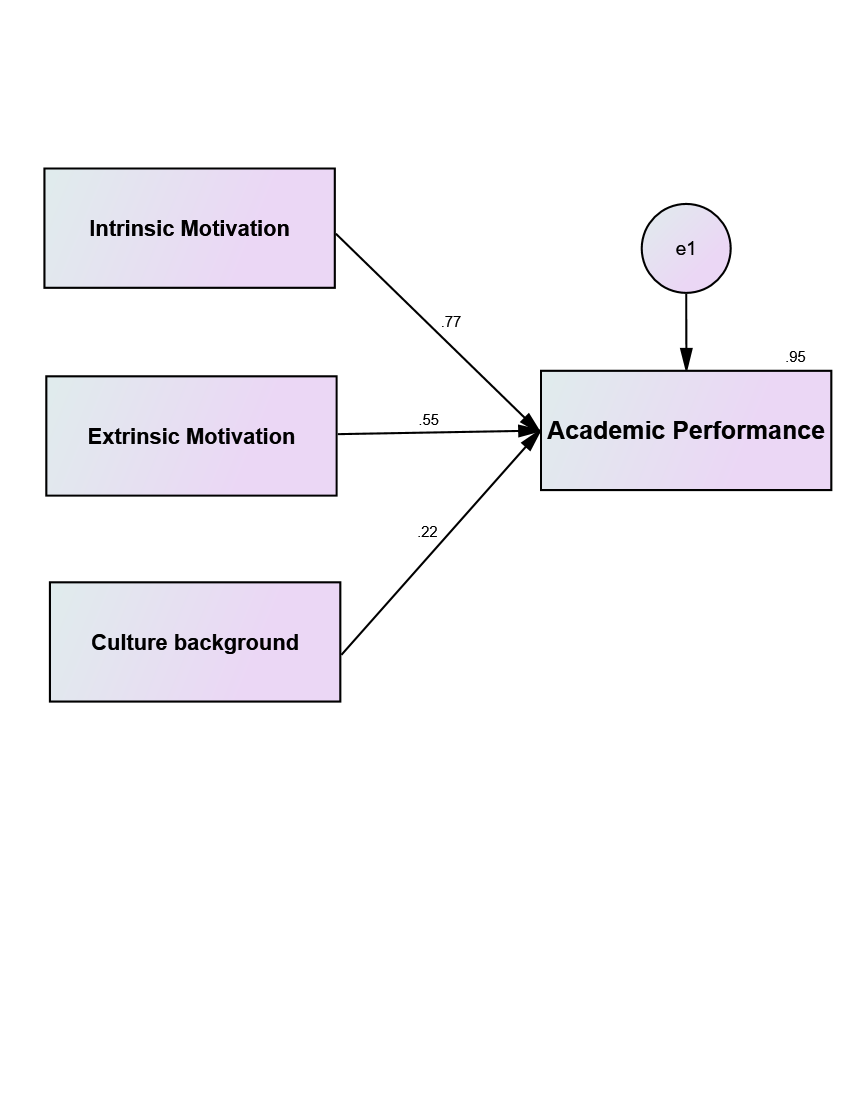 Intrinsic Motivation
e1
.77
.95
.55
Extrinsic Motivation
Academic Performance
.22
Culture background